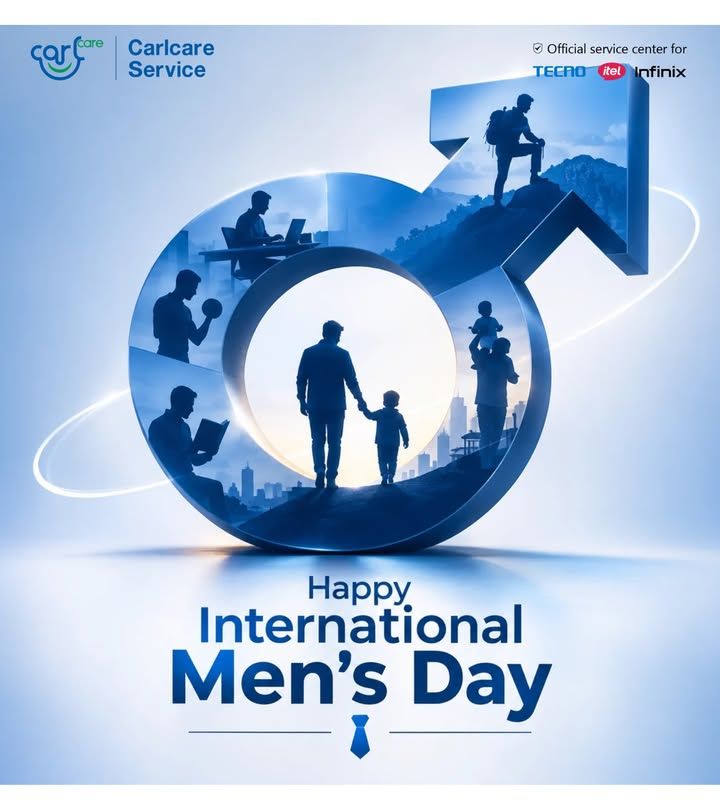 carlcare
Carlcare
Service
Official service center for
TECNO itel Infinix
Happy
International
Men's Day